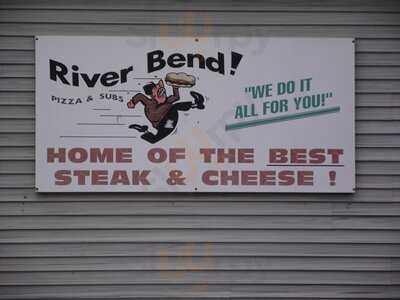 River Bend!
PIZZA & SUBS
"WE DO IT
ALL FOR YOU!"
HOME OF THE BEST
STEAK & CHEESE !